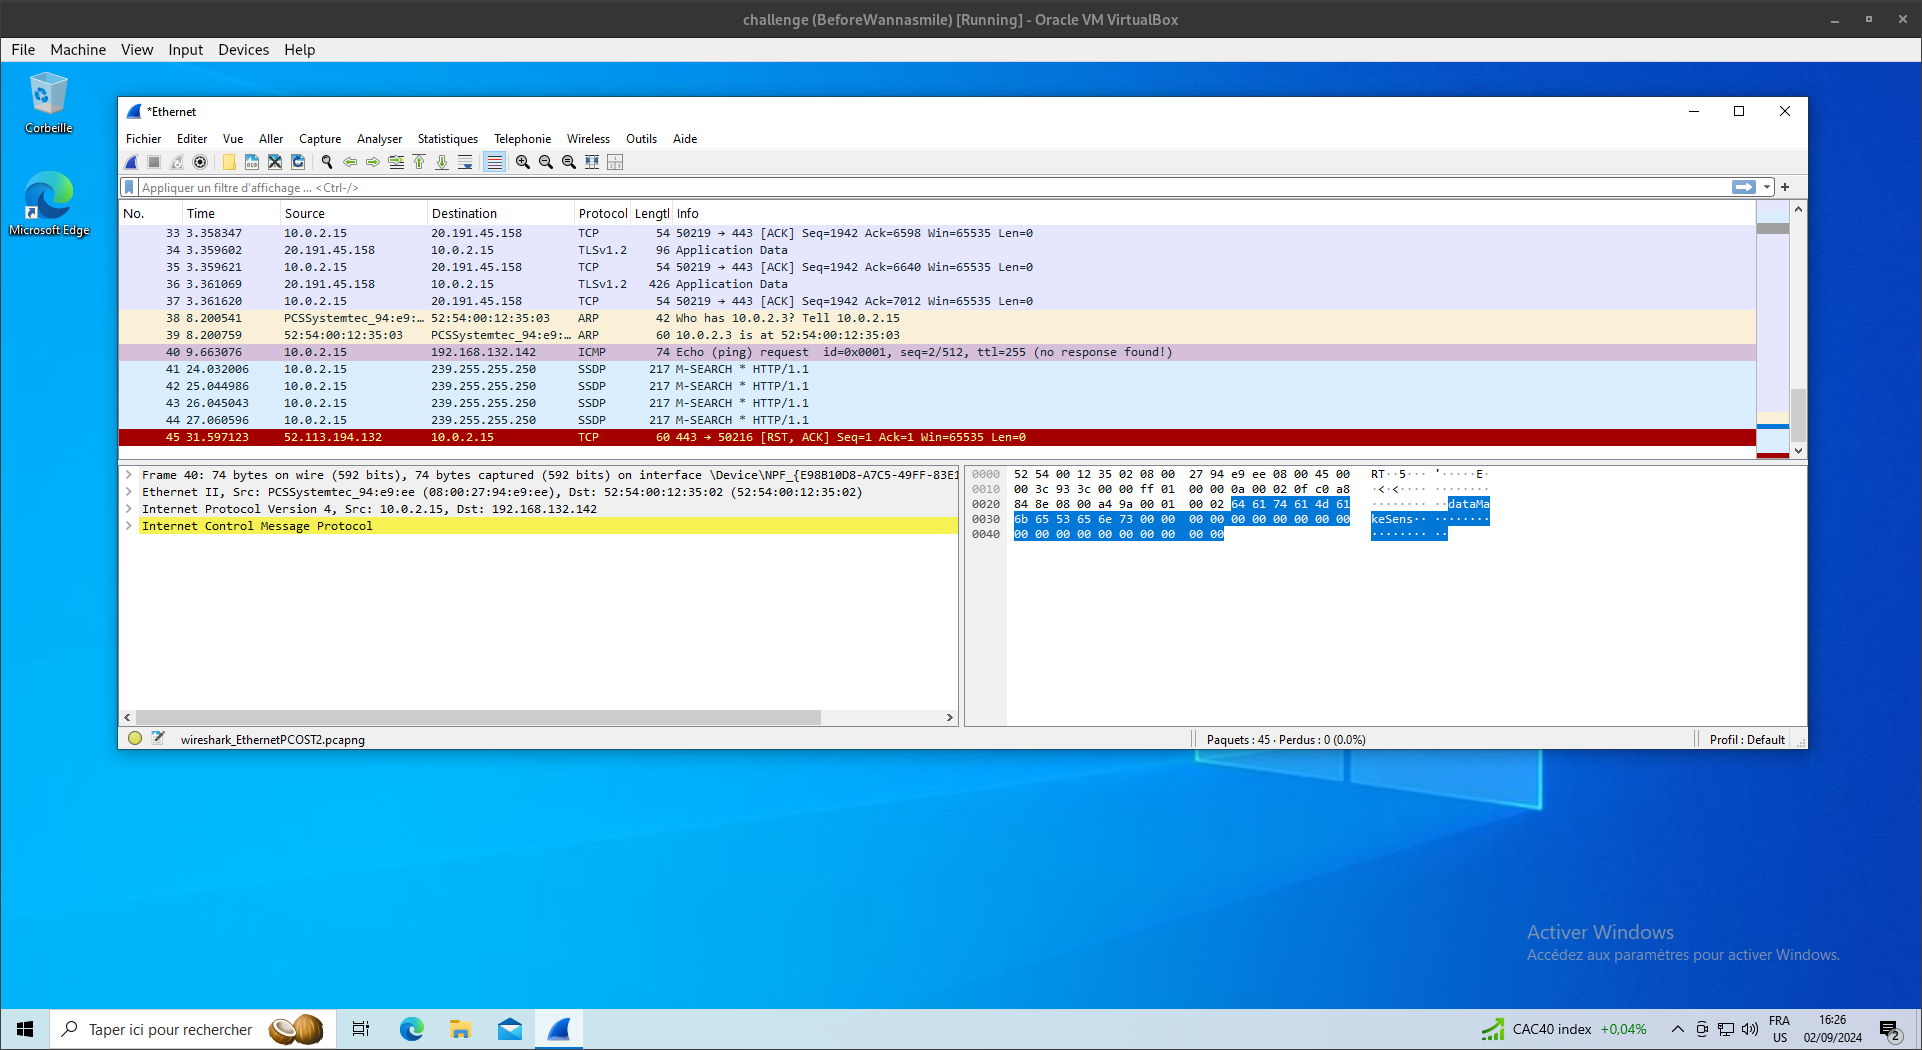 challenge (BeforeWannasmile) [Running] - Oracle VM VirtualBox
File Machine View Input Devices Help
Corbeille
Microsoft Edge
*Ethernet
Fichier Editer Vue Aller Capture Analyser Statistiques Telephonie Wireless Outils Aide
Appliquer un filtre d'affichage ... <Ctrl-/>
No. Time Source Destination Protocol Lengtl Info
33 3.358347 10.0.2.15 20.191.45.158 TCP 54 50219 → 443 [ACK] Seq=1942 Ack=6598 Win=65535 Len=0
34 3.359602 20.191.45.158 10.0.2.15 TLSv1.2 96 Application Data
35 3.359621 10.0.2.15 20.191.45.158 TCP 54 50219 → 443 [ACK] Seq=1942 Ack=6640 Win=65535 Len=0
36 3.361069 20.191.45.158 10.0.2.15 TLSv1.2 426 Application Data
37 3.361620 10.0.2.15 20.191.45.158 TCP 54 50219 → 443 [ACK] Seq=1942 Ack=7012 Win=65535 Len=0
38 8.200541 PCSSystemtec_94:e9:… 52:54:00:12:35:03 ARP 42 Who has 10.0.2.3? Tell 10.0.2.15
39 8.200759 52:54:00:12:35:03 PCSSystemtec_94:e9:… ARP 60 10.0.2.3 is at 52:54:00:12:35:03
40 9.663076 10.0.2.15 192.168.132.142 ICMP 74 Echo (ping) request id=0x0001, seq=2/512, ttl=255 (no response found!)
41 24.032006 10.0.2.15 239.255.255.250 SSDP 217 M-SEARCH * HTTP/1.1
42 25.044986 10.0.2.15 239.255.255.250 SSDP 217 M-SEARCH * HTTP/1.1
43 26.045043 10.0.2.15 239.255.255.250 SSDP 217 M-SEARCH * HTTP/1.1
44 27.060596 10.0.2.15 239.255.255.250 SSDP 217 M-SEARCH * HTTP/1.1
45 31.597123 52.113.194.132 10.0.2.15 TCP 60 443 → 50216 [RST, ACK] Seq=1 Ack=1 Win=65535 Len=0
Frame 40: 74 bytes on wire (592 bits), 74 bytes captured (592 bits) on interface \Device\NPF_{E98B10D8-A7C5-49FF-83E1
Ethernet II, Src: PCSSystemtec_94:e9:ee (08:00:27:94:e9:ee), Dst: 52:54:00:12:35:02 (52:54:00:12:35:02)
Internet Protocol Version 4, Src: 10.0.2.15, Dst: 192.168.132.142
Internet Control Message Protocol
0000 52 54 00 12 35 02 08 00 27 94 e9 ee 08 00 45 00 RT··5··· '·····E·
0010 00 3c 93 3c 00 00 ff 01 00 00 0a 00 02 0f c0 a8 ·<·<···· ········
0020 84 8e 08 00 a4 9a 00 01 00 02 64 61 74 61 4d 61 ········ ··dataMa
0030 6b 65 53 65 6e 73 00 00 00 00 00 00 00 00 00 00 keSens·· ········
0040 00 00 00 00 00 00 00 00 00 00 ········ ··
wireshark_EthernetPCOST2.pcapng
Paquets : 45 · Perdus : 0 (0.0%)
Profil : Default
Activer Windows
Accédez aux paramètres pour activer Windows.
Taper ici pour rechercher
CAC40 index +0,04%
FRA
US
16:26
02/09/2024
2